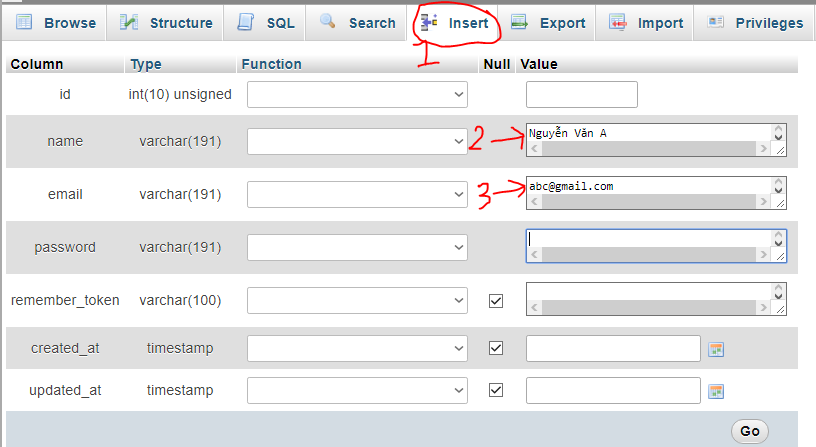 Browse Structure SQL Search Insert Export Import Privileges
1
Column Type Function Null Value
id int(10) unsigned
name varchar(191) 2 Nguyễn Văn A
email varchar(191) 3 abc@gmail.com
password varchar(191)
remember_token varchar(100)
created_at timestamp
updated_at timestamp
Go